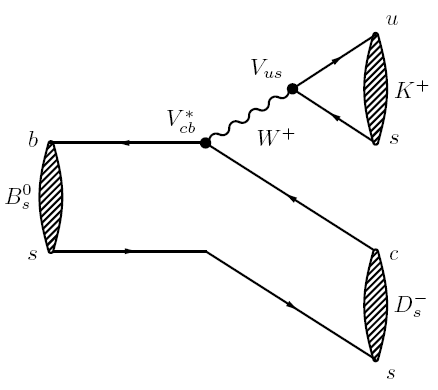 u
V_{us}
K^+
V_{cb}^*
W^+
s
b
B_s^0
s
c
D_s^-
s